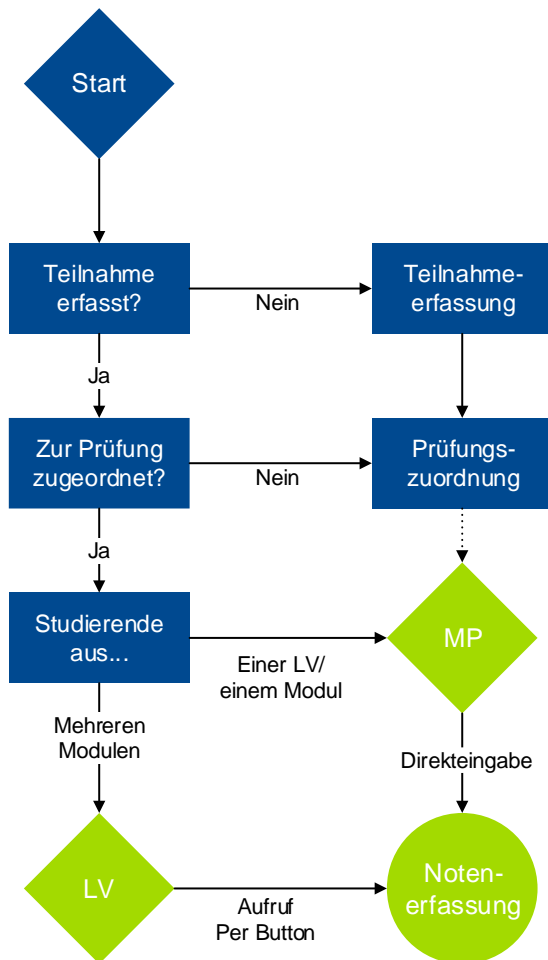 Start
Teilnahme
erfasst?
Nein
Teilnahme-
erfassung
Ja
Zur Prüfung
zugeordnet?
Nein
Prüfungs-
zuordnung
Ja
Studierende
aus...
Einer LV/
einem Modul
MP
Mehreren
Modulen
Direkteingabe
LV
Aufruf
Per Button
Noten-
erfassung